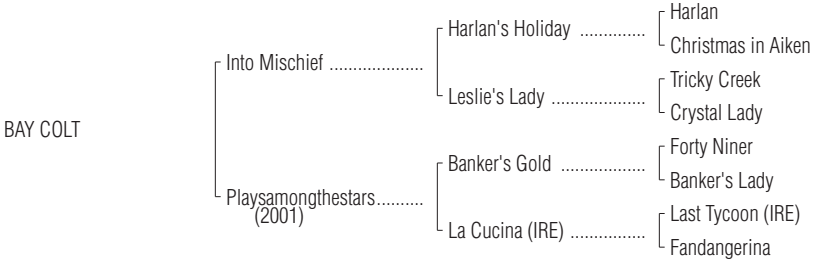 Harlan
Harlan's Holiday ..............
Christmas in Aiken
Into Mischief ....................
Tricky Creek
Leslie's Lady ....................
Crystal Lady
BAY COLT
Forty Niner
Banker's Gold ..................
Banker's Lady
Playsamongthestars..........
(2001)
Last Tycoon (IRE)
La Cucina (IRE) ................
Fandangerina